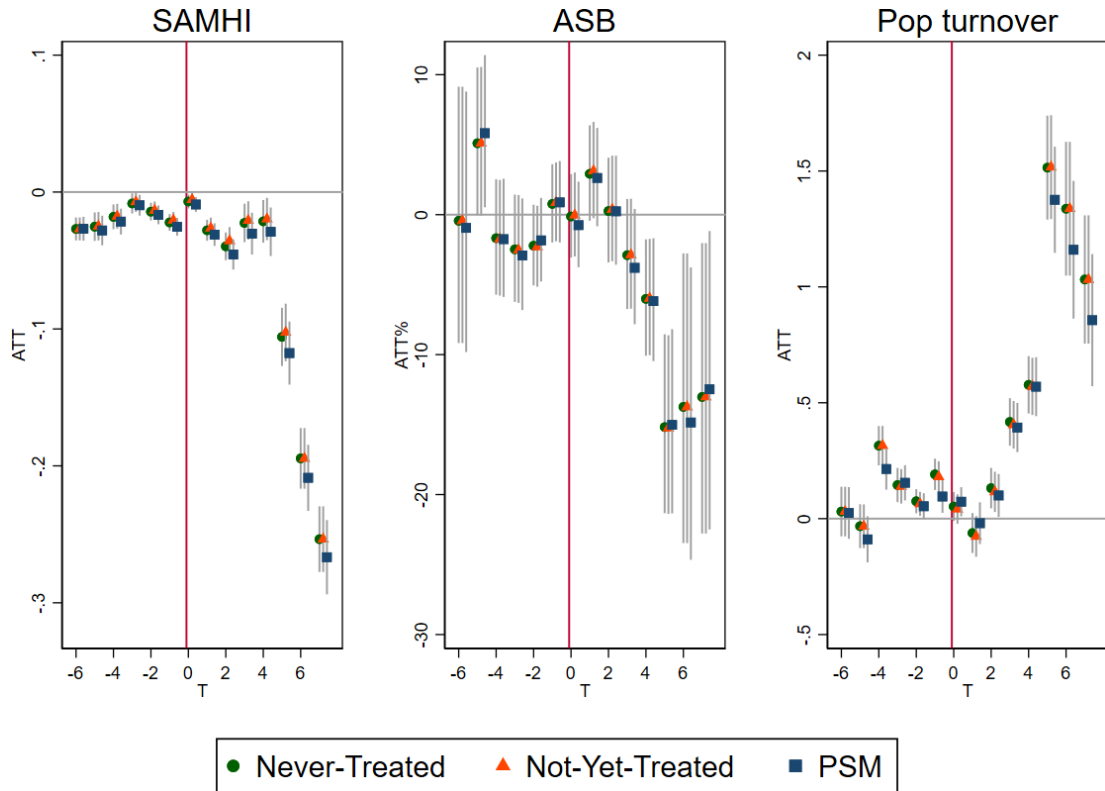 SAMHI
ASB
Pop turnover
.1
0
-.1
-.2
-.3
ATT
-6 -4 -2 0 2 4 6
T
10
0
-10
-20
-30
ATT%
-6 -4 -2 0 2 4 6
T
2
1.5
1
.5
0
-.5
ATT
-6 -4 -2 0 2 4 6
T
Never-Treated Not-Yet-Treated PSM